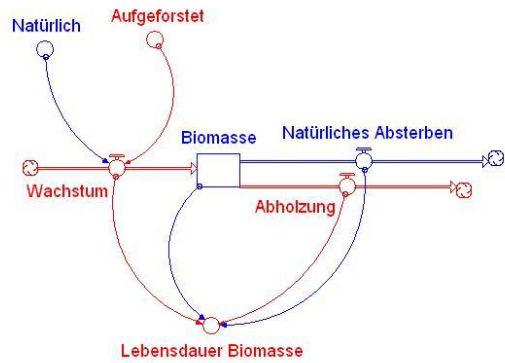 Aufgeforstet
Natürlich
Biomasse
Natürliches Absterben
Wachstum
Abholzung
Lebensdauer Biomasse